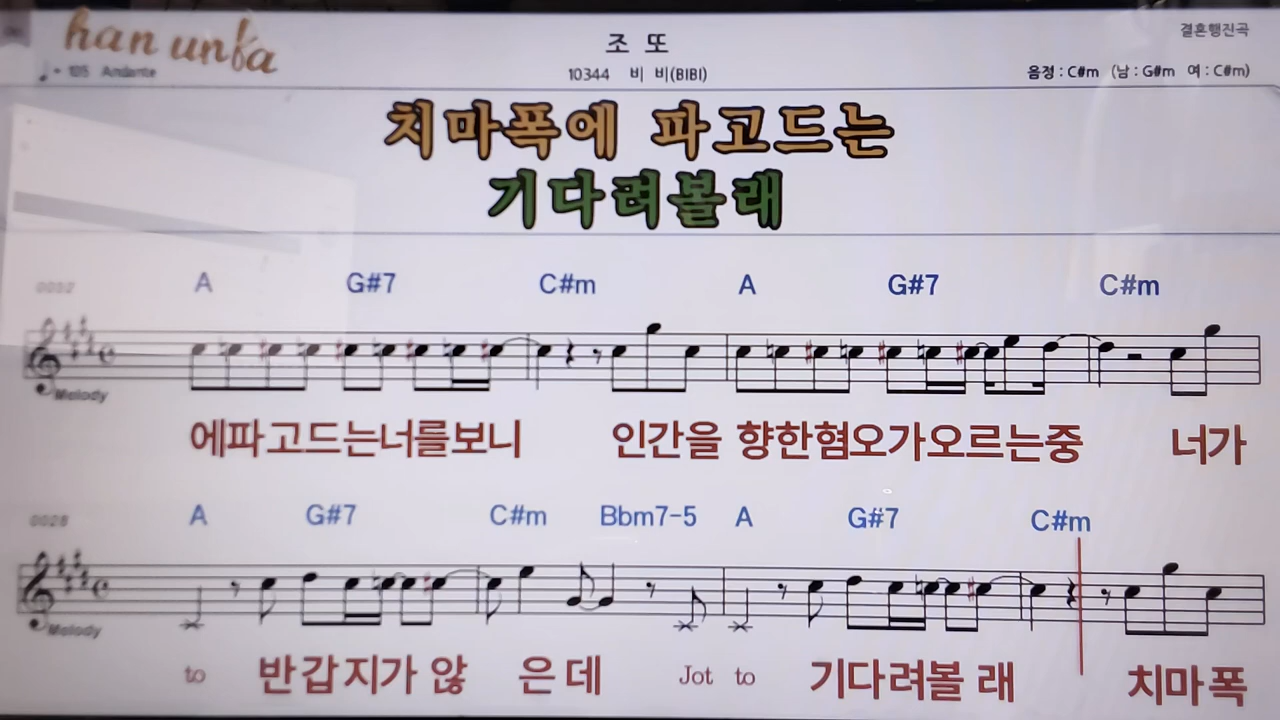 han unfa
조 또
결혼행진곡
♩= 105 Andante
10344 비 비(BIBI)
음정 : C#m (남 : G#m 여 : C#m)
치마폭에 파고드는
기다려볼래
0032
A G#7 C#m A G#7 C#m
Melody
에파고드는너를보니 인간을 향한혐오가오르는중 너가
0028
A G#7 C#m Bbm7-5 A G#7 C#m
Melody
to 반갑지가 않 은데 Jot to 기다려볼 래 치마폭